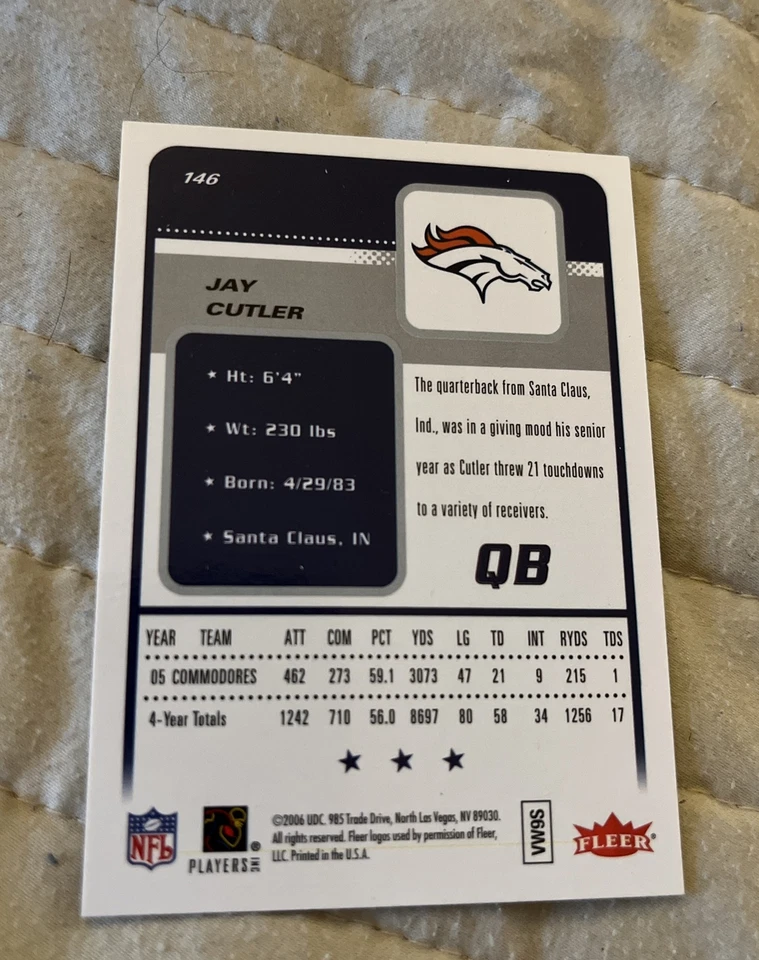 146
JAY
CUTLER
★ Ht: 6'4"
★ Wt: 230 lbs
★ Born: 4/29/83
★ Santa Claus, IN
The quarterback from Santa Claus,
Ind., was in a giving mood his senior
year as Cutler threw 21 touchdowns
to a variety of receivers.
QB
YEAR TEAM ATT COM PCT YDS LG TD INT RYDS TDS
05 COMMODORES 462 273 59.1 3073 47 21 9 215 1
4-Year Totals 1242 710 56.0 8697 80 58 34 1256 17
NFL
PLAYERS INC ®
©2006 UDC. 985 Trade Drive, North Las Vegas, NV 89030.
All rights reserved. Fleer logos used by permission of Fleer,
LLC. Printed in the U.S.A.
VW9S
FLEER®